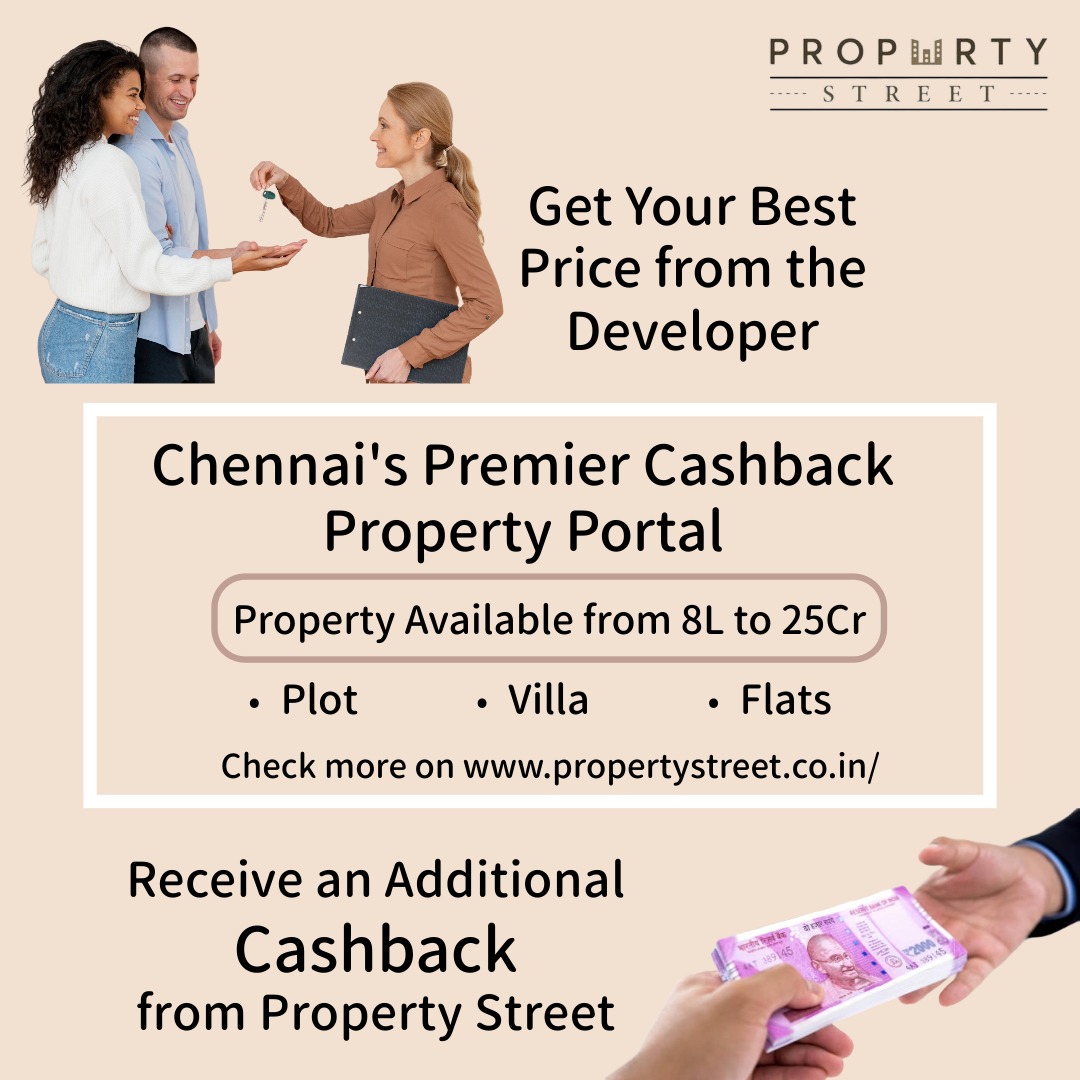 PROPERTY
STREET
Get Your Best
Price from the
Developer
Chennai's Premier Cashback
Property Portal
Property Available from 8L to 25Cr
• Plot • Villa • Flats
Check more on www.propertystreet.co.in/
Receive an Additional
Cashback
from Property Street